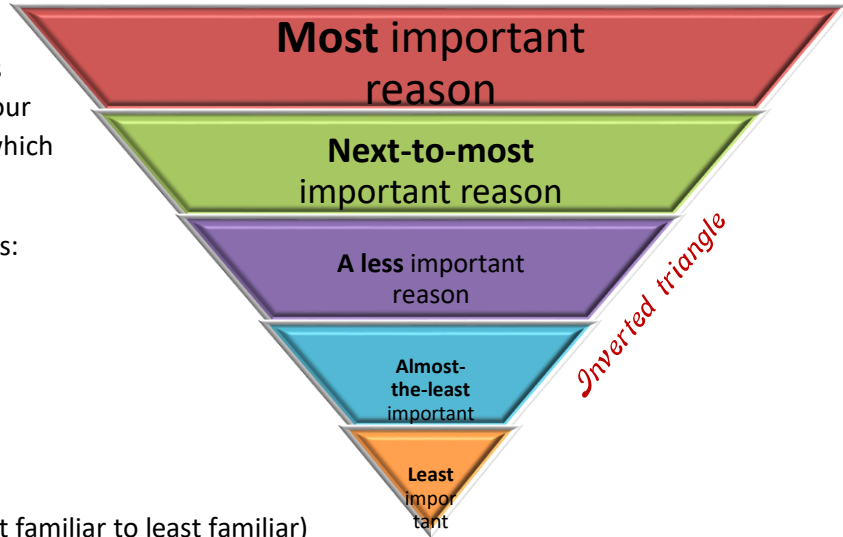 Most important
reason
s
our
which
Next-to-most
important reason
s:
A less important
reason
Inverted triangle
Almost-
the-least
important
Least
impor
tant
t familiar to least familiar)